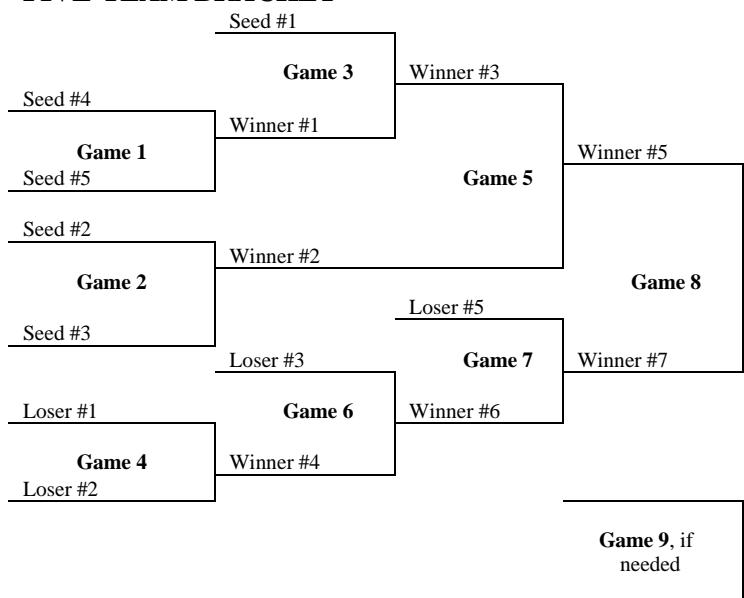 Seed #1
Game 3
Winner #3
Seed #4
Winner #1
Game 1
Winner #5
Seed #5
Game 5
Seed #2
Winner #2
Game 2
Game 8
Loser #5
Seed #3
Loser #3
Game 7
Winner #7
Loser #1
Game 6
Winner #6
Game 4
Winner #4
Loser #2
Game 9, if
needed